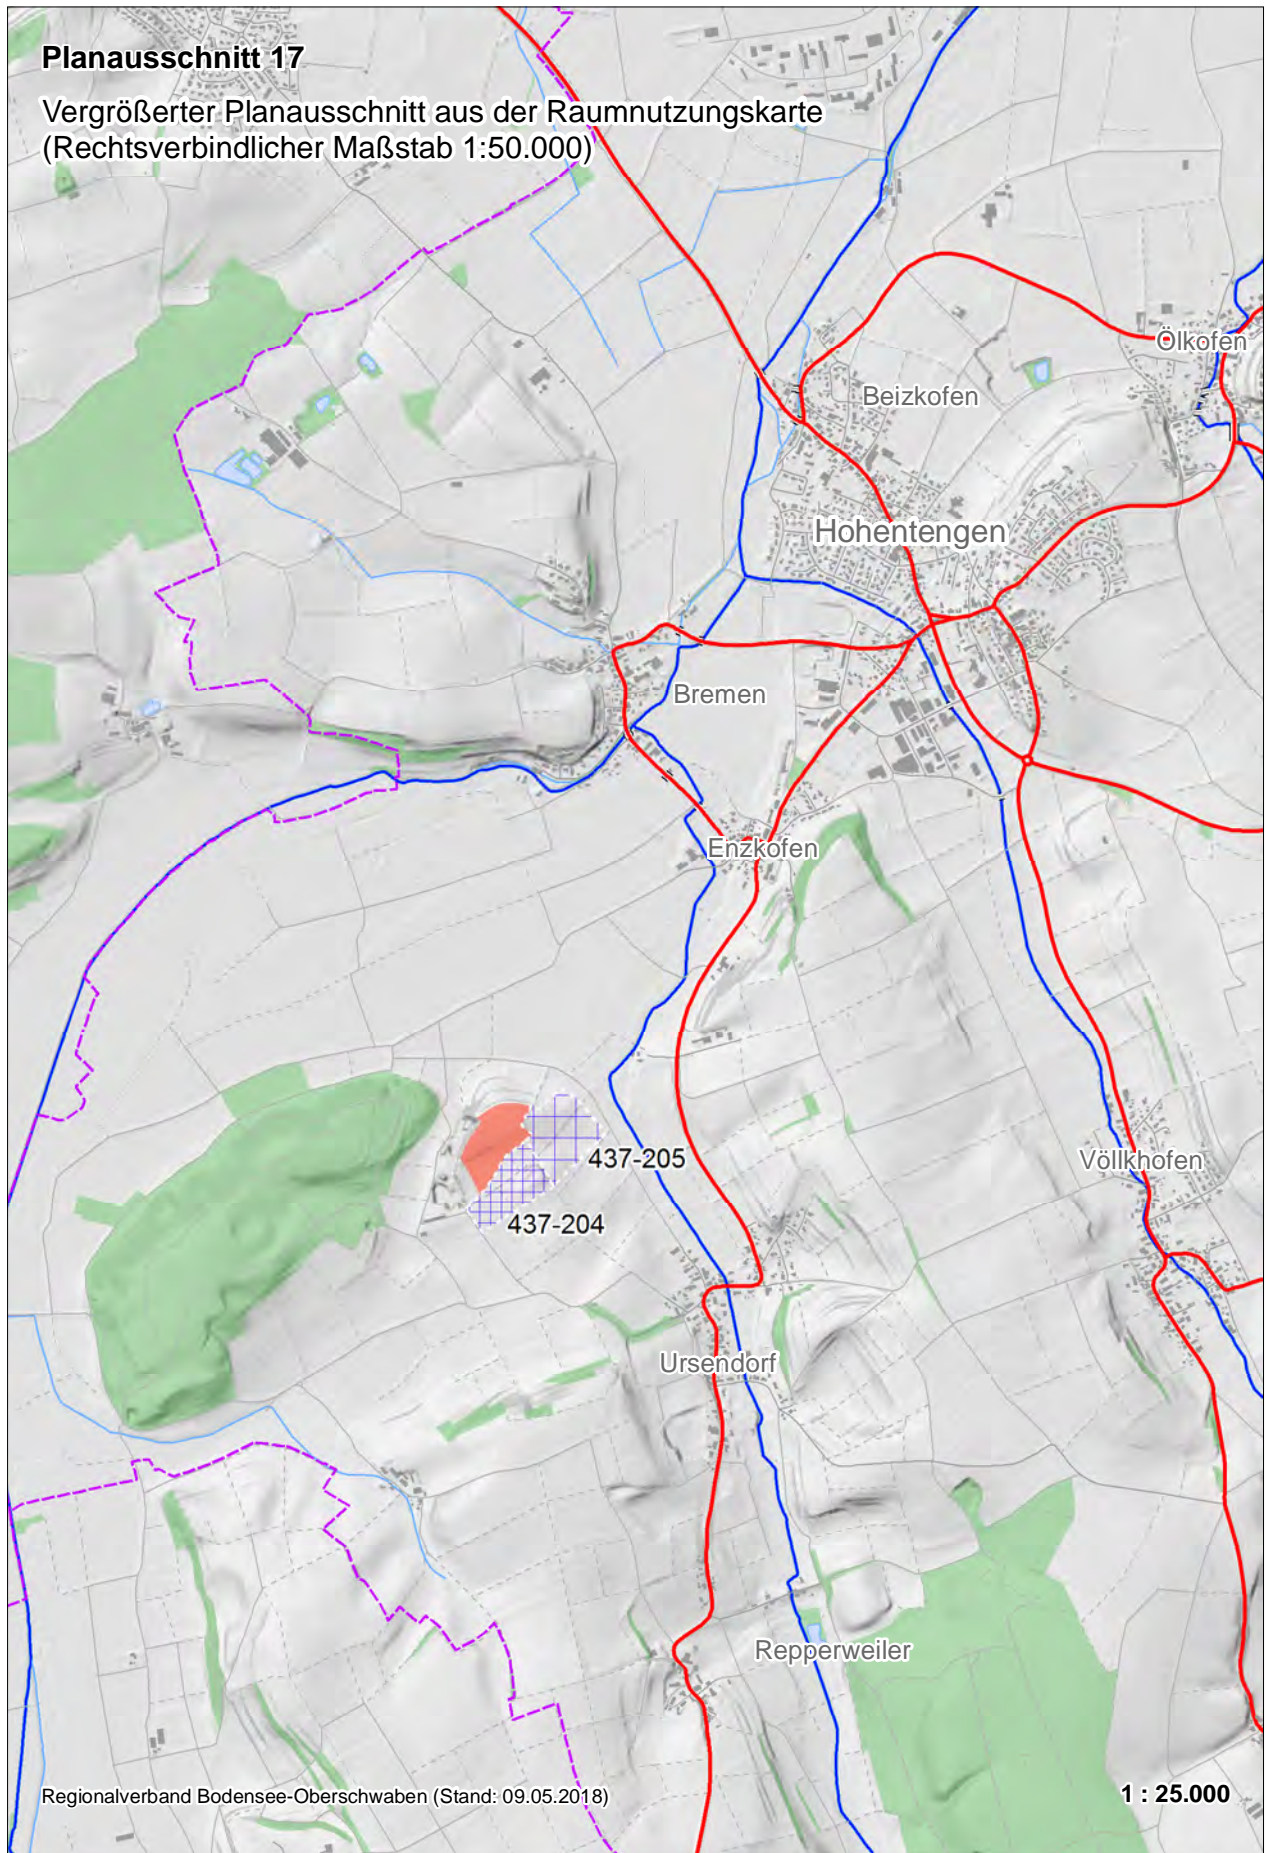 Planausschnitt 17
Vergrößerter Planausschnitt aus der Raumnutzungskarte
(Rechtsverbindlicher Maßstab 1:50.000)
Ölkofen
Beizkofen
Hohentengen
Bremen
Enzkofen
437-205
Völlkhofen
437-204
Ursendorf
Repperweiler
Regionalverband Bodensee-Oberschwaben (Stand: 09.05.2018)
1 : 25.000